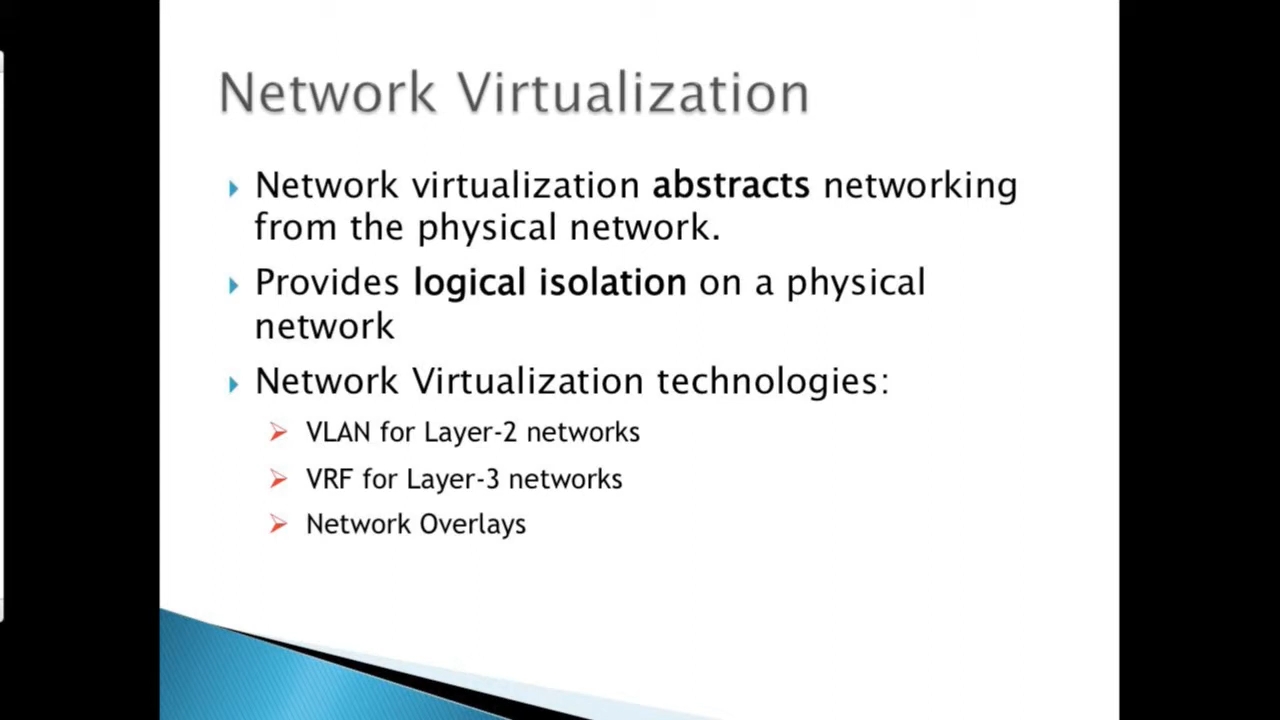 Network Virtualization
Network virtualization abstracts networking
from the physical network.
Provides logical isolation on a physical
network
Network Virtualization technologies:
VLAN for Layer-2 networks
VRF for Layer-3 networks
Network Overlays